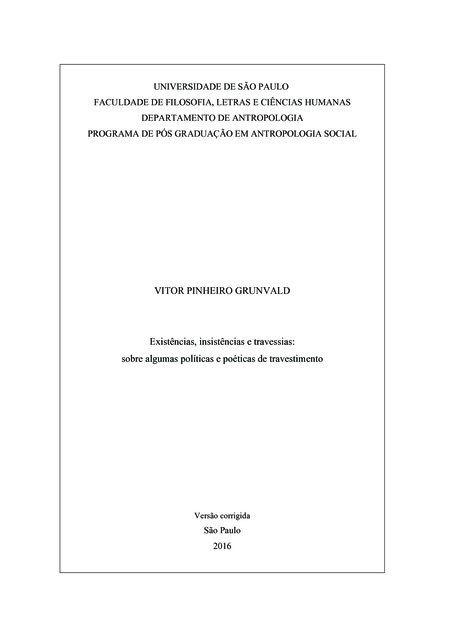 UNIVERSIDADE DE SÃO PAULO
FACULDADE DE FILOSOFIA, LETRAS E CIÊNCIAS HUMANAS
DEPARTAMENTO DE ANTROPOLOGIA
PROGRAMA DE PÓS GRADUAÇÃO EM ANTROPOLOGIA SOCIAL
VITOR PINHEIRO GRUNVALD
Existências, insistências e travessias:
sobre algumas políticas e poéticas de travestimento
Versão corrigida
São Paulo
2016